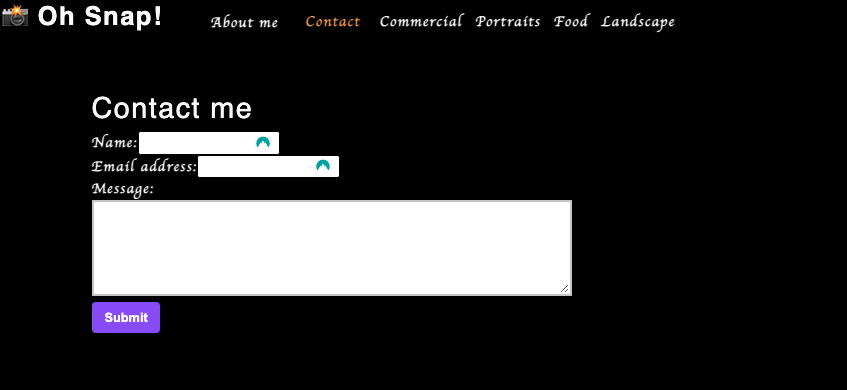 📸 Oh Snap!
About me Contact Commercial Portraits Food Landscape
Contact me
Name:
Email address:
Message:
Submit